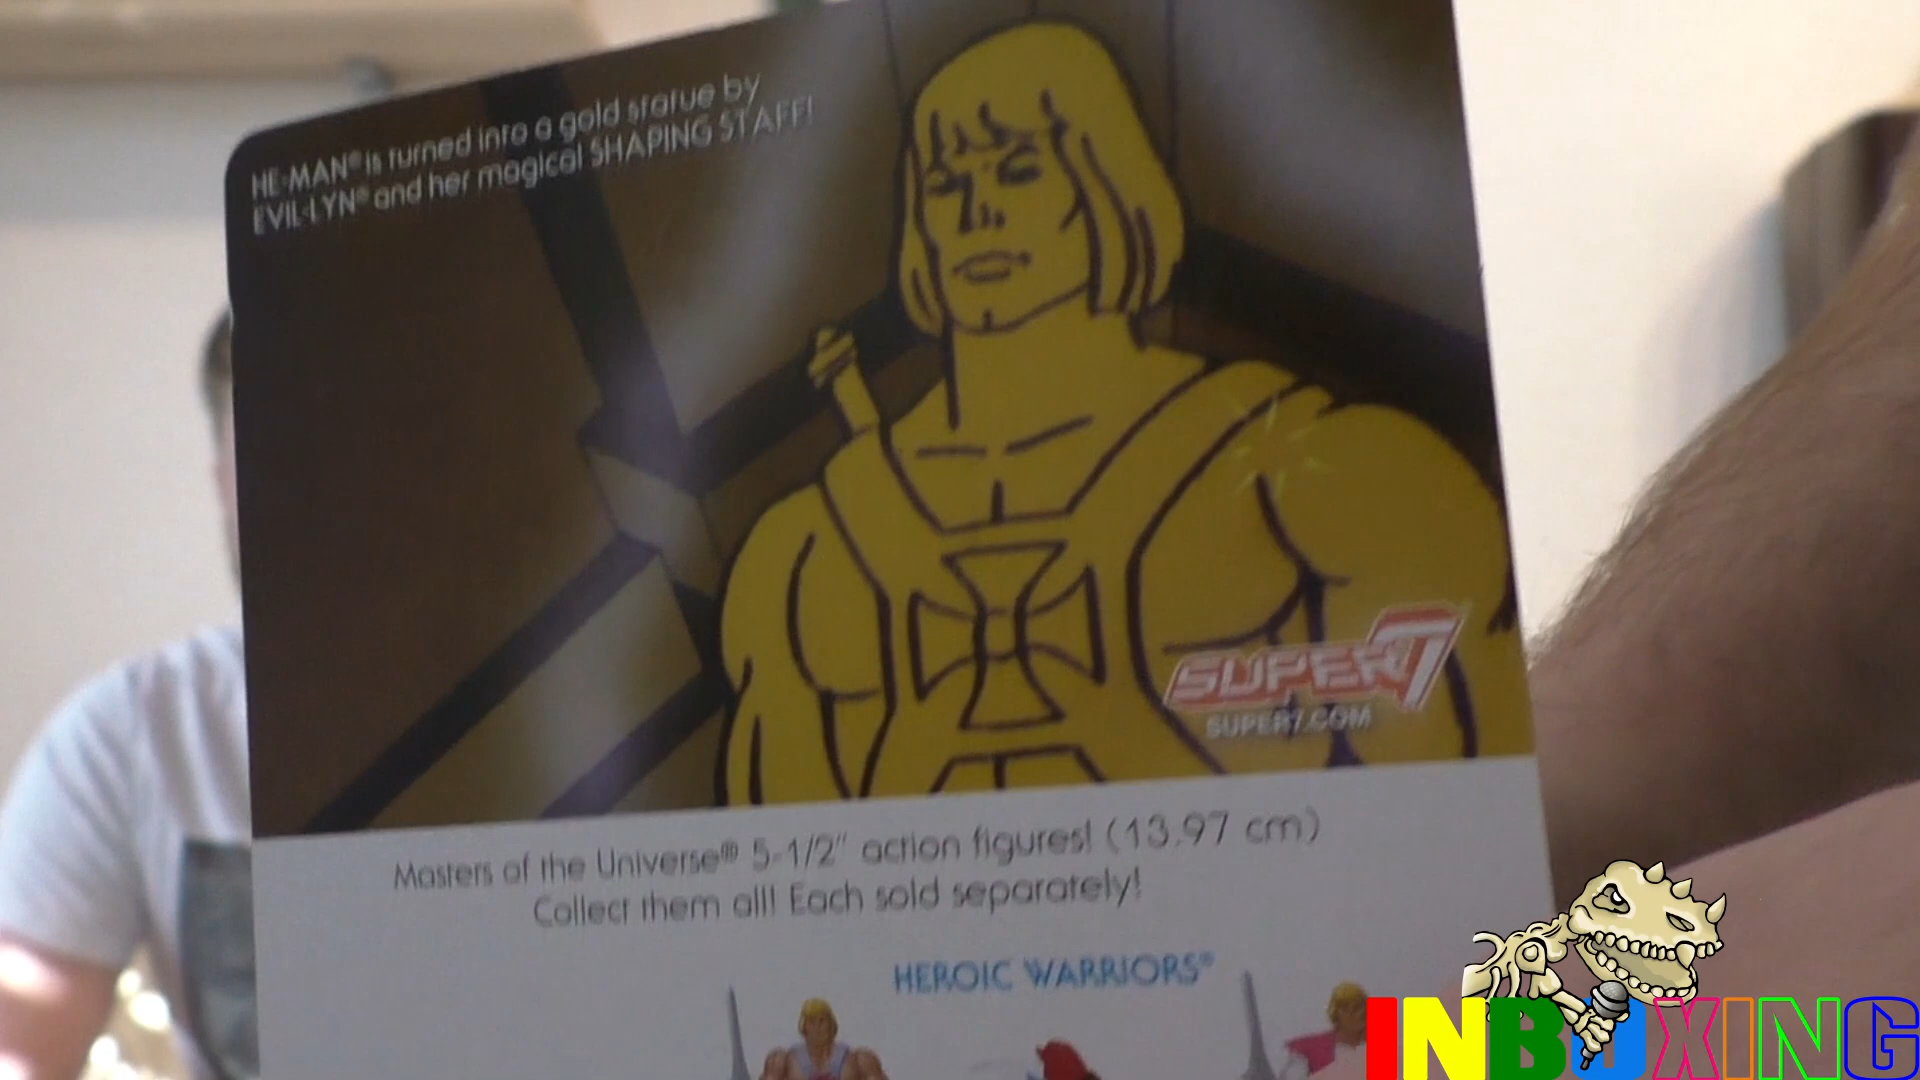 HE-MAN® is turned into a gold statue by
EVIL-LYN® and her magical SHAPING STAFF!
SUPER7
SUPER7.COM
Masters of the Universe® 5-1/2" action figures! (13.97 cm)
Collect them all! Each sold separately!
HEROIC WARRIORS®
INBOXING